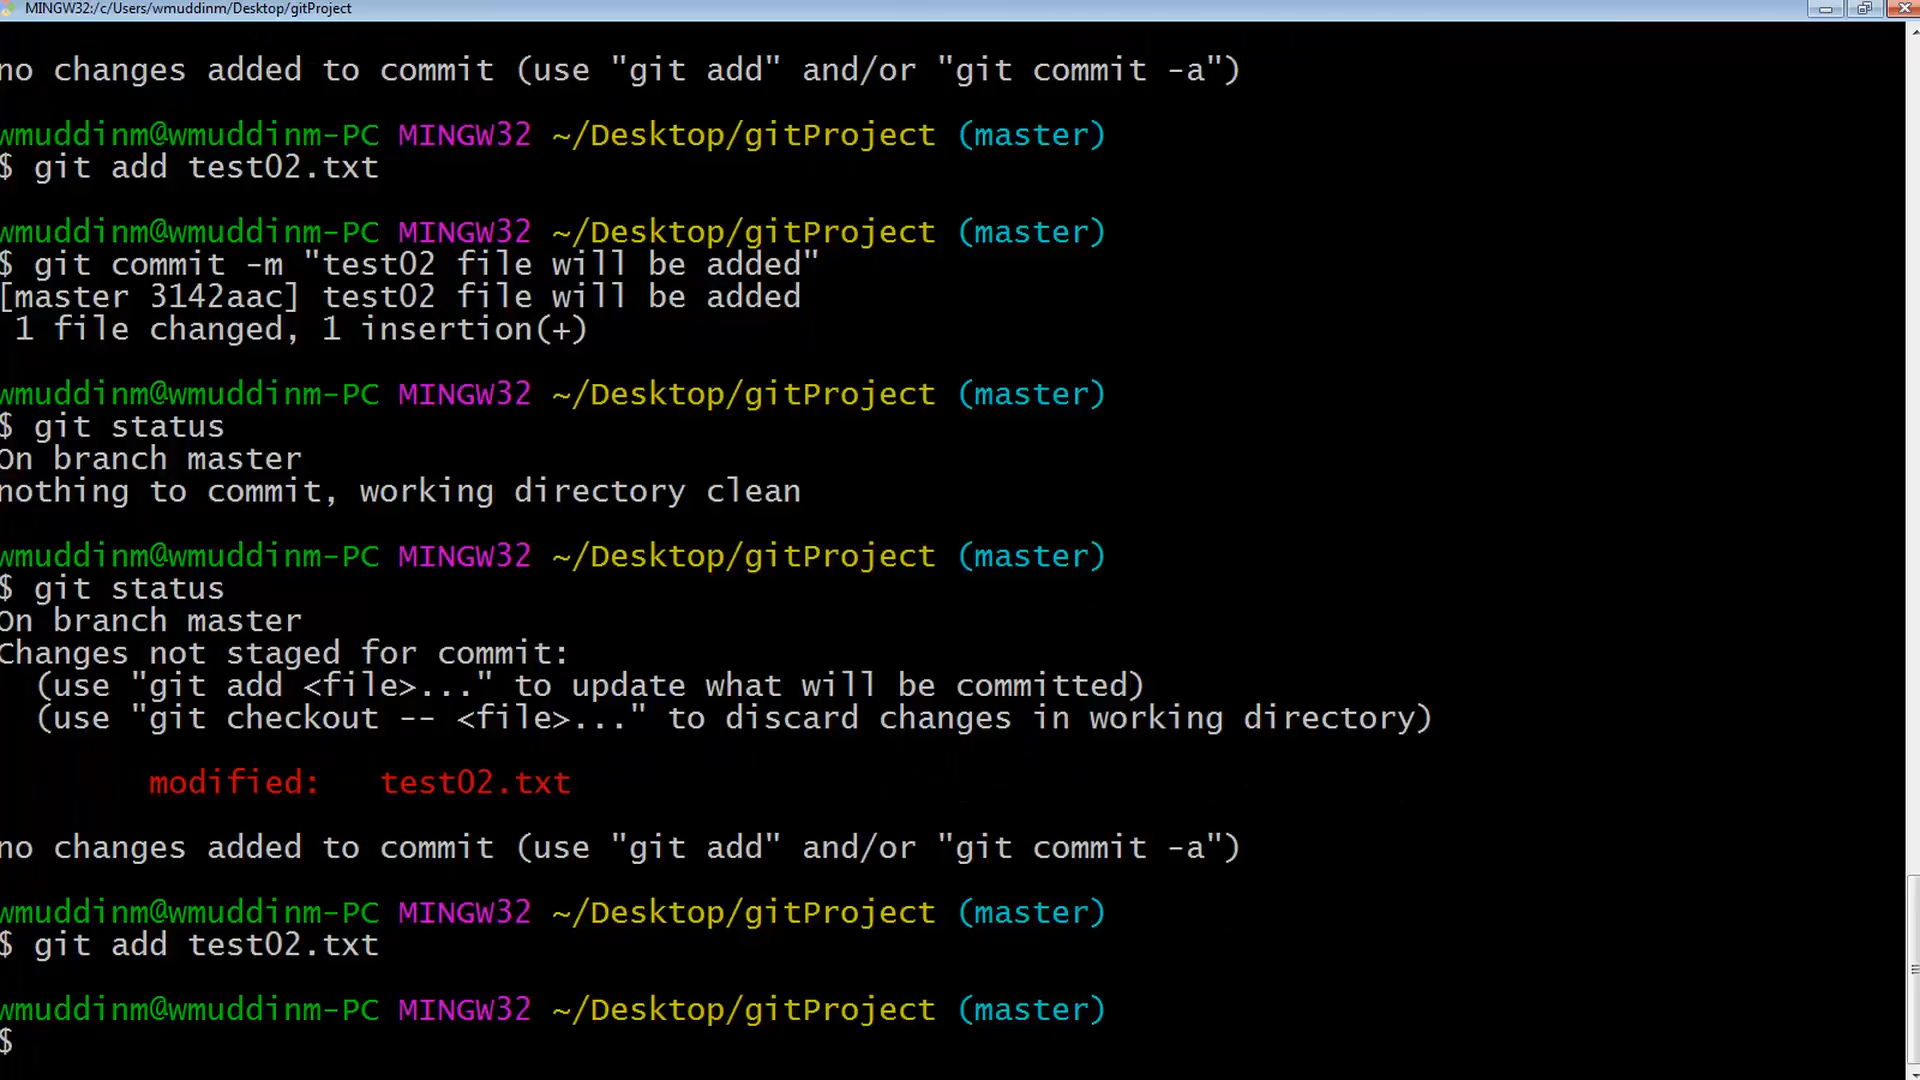 MINGW32:/c/Users/wmuddinm/Desktop/gitProject
no changes added to commit (use "git add" and/or "git commit -a")
wmuddinm@wmuddinm-PC MINGW32 ~/Desktop/gitProject (master)
$ git add test02.txt
wmuddinm@wmuddinm-PC MINGW32 ~/Desktop/gitProject (master)
$ git commit -m "test02 file will be added"
[master 3142aac] test02 file will be added
1 file changed, 1 insertion(+)
wmuddinm@wmuddinm-PC MINGW32 ~/Desktop/gitProject (master)
$ git status
On branch master
nothing to commit, working directory clean
wmuddinm@wmuddinm-PC MINGW32 ~/Desktop/gitProject (master)
$ git status
On branch master
Changes not staged for commit:
(use "git add <file>..." to update what will be committed)
(use "git checkout -- <file>..." to discard changes in working directory)
modified: test02.txt
no changes added to commit (use "git add" and/or "git commit -a")
wmuddinm@wmuddinm-PC MINGW32 ~/Desktop/gitProject (master)
$ git add test02.txt
wmuddinm@wmuddinm-PC MINGW32 ~/Desktop/gitProject (master)
$